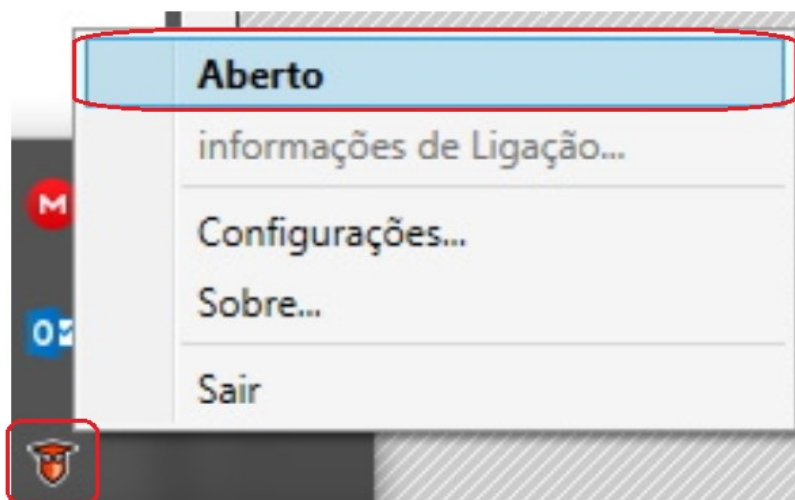 Aberto
informações de Ligação...
Configurações...
Sobre...
Sair